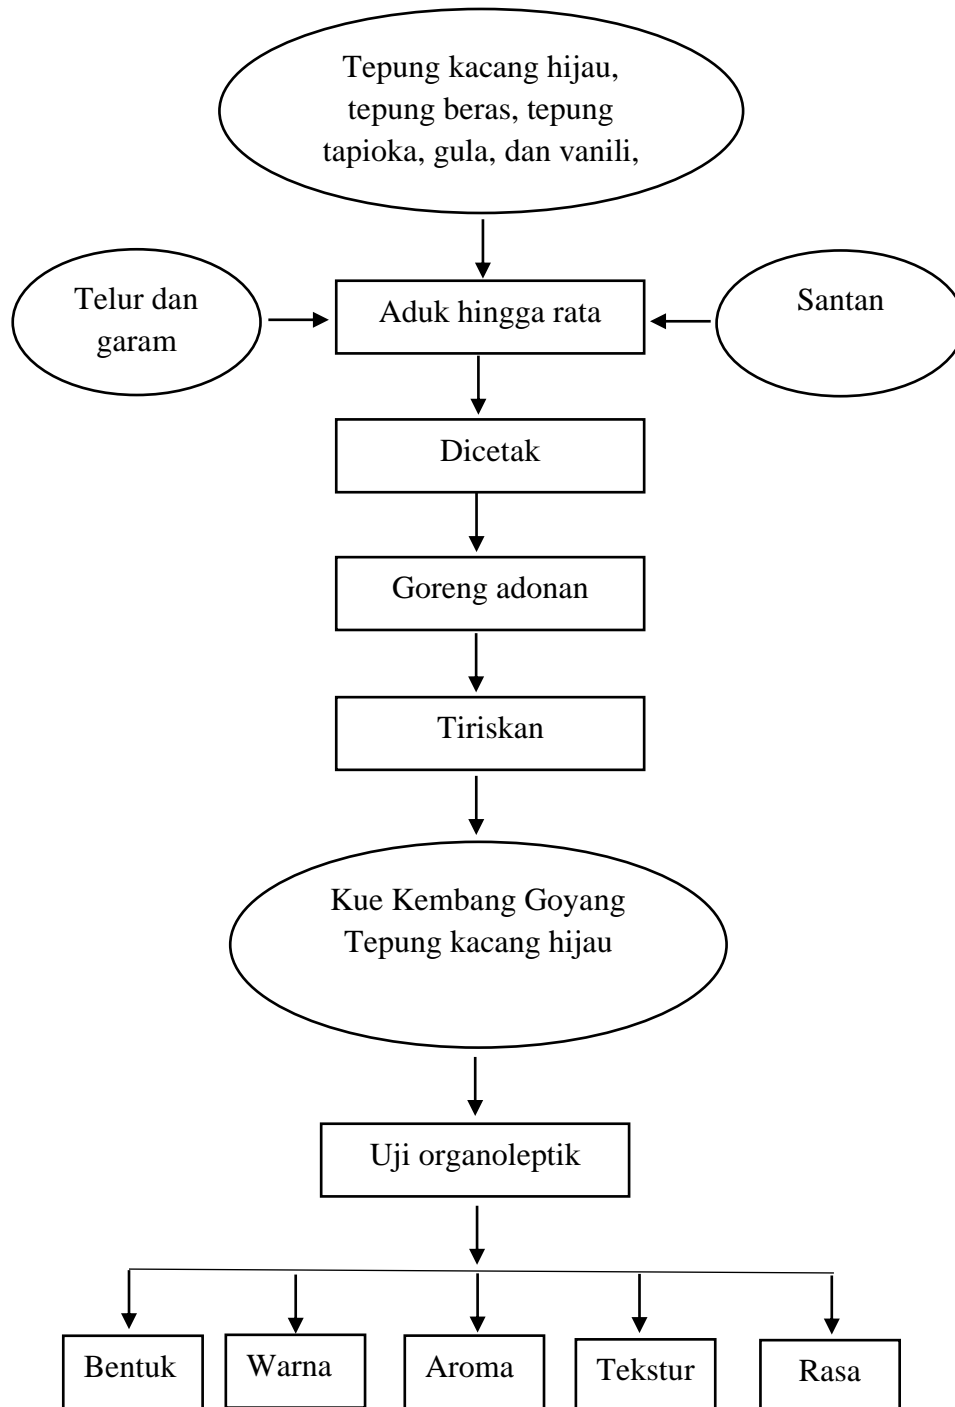 Tepung kacang hijau,
tepung beras, tepung
tapioka, gula, dan vanili,
Telur dan
garam
Aduk hingga rata
Santan
Dicetak
Goreng adonan
Tiriskan
Kue Kembang Goyang
Tepung kacang hijau
Uji organoleptik
Bentuk
Warna
Aroma
Tekstur
Rasa